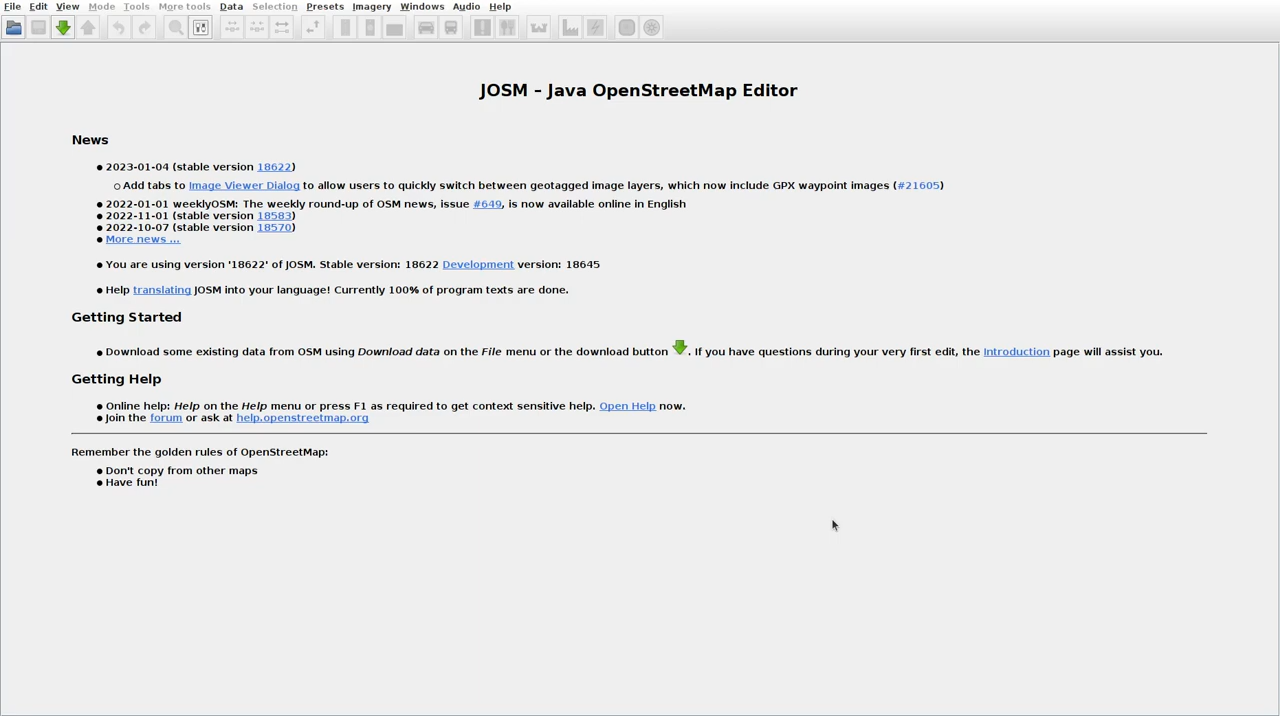 File Edit View Mode Tools More tools Data Selection Presets Imagery Windows Audio Help
JOSM – Java OpenStreetMap Editor
News
2023-01-04 (stable version 18622)
Add tabs to Image Viewer Dialog to allow users to quickly switch between geotagged image layers, which now include GPX waypoint images (#21605)
2022-01-01 weeklyOSM: The weekly round-up of OSM news, issue #649, is now available online in English
2022-11-01 (stable version 18583)
2022-10-07 (stable version 18570)
More news ...
You are using version '18622' of JOSM. Stable version: 18622 Development version: 18645
Help translating JOSM into your language! Currently 100% of program texts are done.
Getting Started
Download some existing data from OSM using Download data on the File menu or the download button . If you have questions during your very first edit, the Introduction page will assist you.
Getting Help
Online help: Help on the Help menu or press F1 as required to get context sensitive help. Open Help now.
Join the forum or ask at help.openstreetmap.org
Remember the golden rules of OpenStreetMap:
Don't copy from other maps
Have fun!